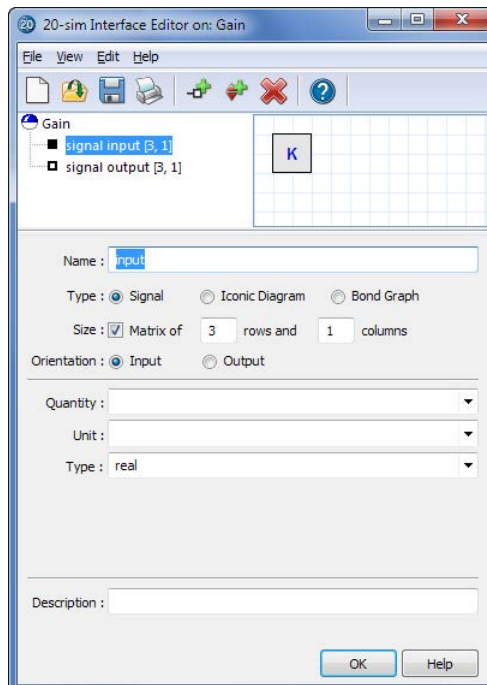 20-sim Interface Editor on: Gain
File View Edit Help
Gain
signal input [3, 1]
signal output [3, 1]
K
Name : input
Type : Signal Iconic Diagram Bond Graph
Size : Matrix of 3 rows and 1 columns
Orientation : Input Output
Quantity :
Unit :
Type : real
Description :
OK Help